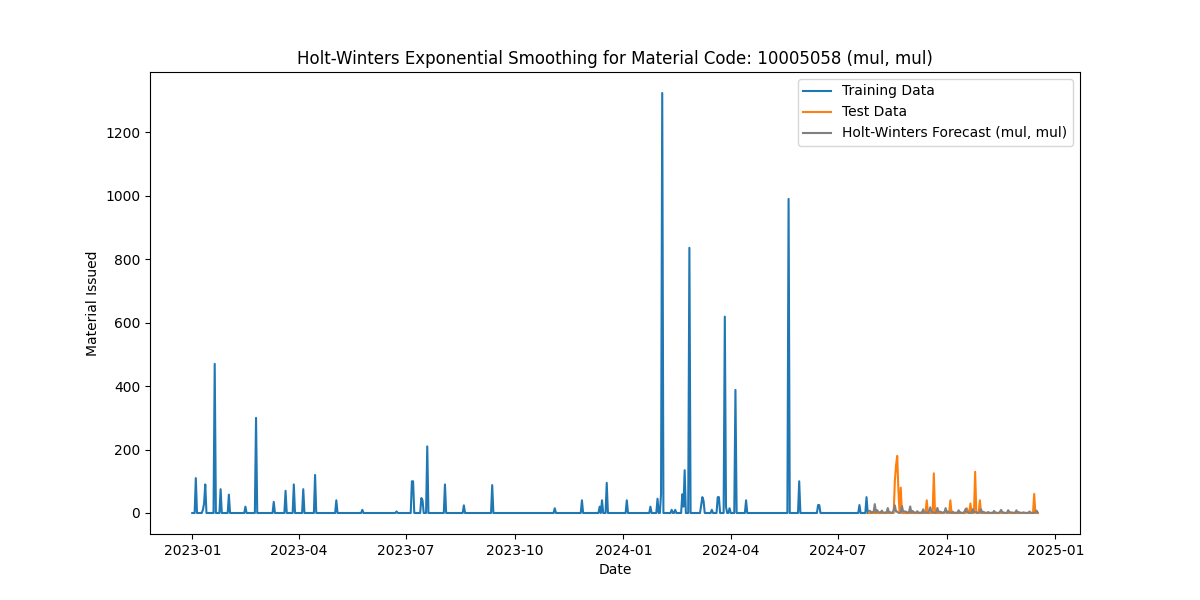 Holt-Winters Exponential Smoothing for Material Code: 10005058 (mul, mul)
Training Data
Test Data
Holt-Winters Forecast (mul, mul)
Material Issued
1200
1000
800
600
400
200
0
2023-01 2023-04 2023-07 2023-10 2024-01 2024-04 2024-07 2024-10 2025-01
Date